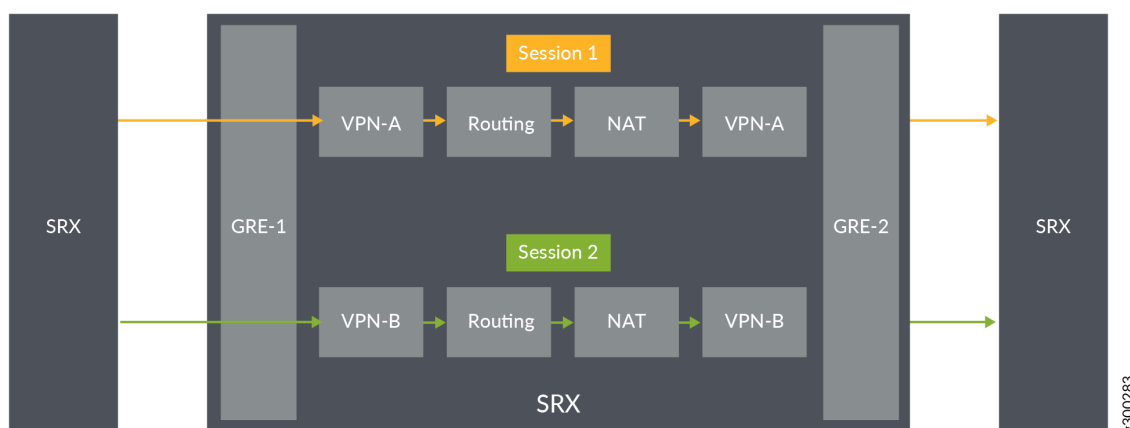 Session 1
VPN-A
Routing
NAT
VPN-A
SRX
GRE-1
GRE-2
SRX
Session 2
VPN-B
Routing
NAT
VPN-B
SRX